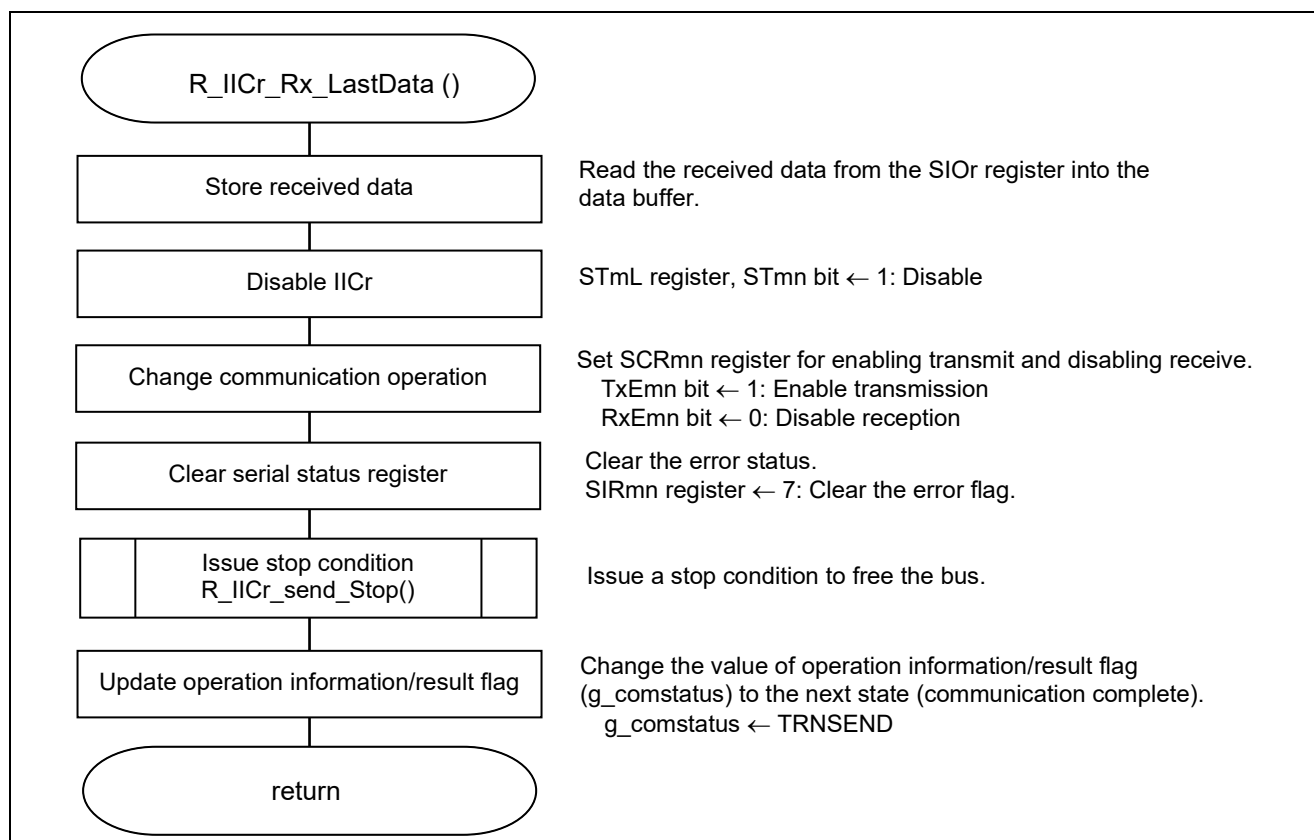 R_IICr_Rx_LastData ()
Store received data
Read the received data from the SIOr register into the
data buffer.
Disable IICr
STmL register, STmn bit ← 1: Disable
Change communication operation
Set SCRmn register for enabling transmit and disabling receive.
TxEmn bit ← 1: Enable transmission
RxEmn bit ← 0: Disable reception
Clear serial status register
Clear the error status.
SIRmn register ← 7: Clear the error flag.
Issue stop condition
R_IICr_send_Stop()
Issue a stop condition to free the bus.
Update operation information/result flag
Change the value of operation information/result flag
(g_comstatus) to the next state (communication complete).
g_comstatus ← TRNSEND
return